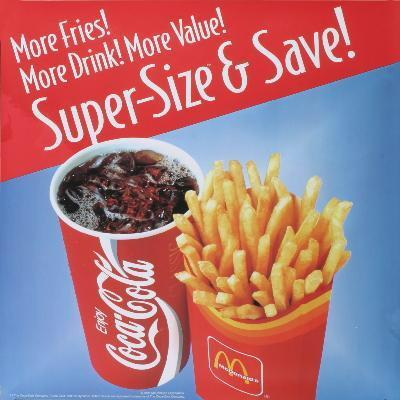 More Fries!
More Drink! More Value!
Super-Size & Save!
Enjoy
Coca-Cola
McDonald's